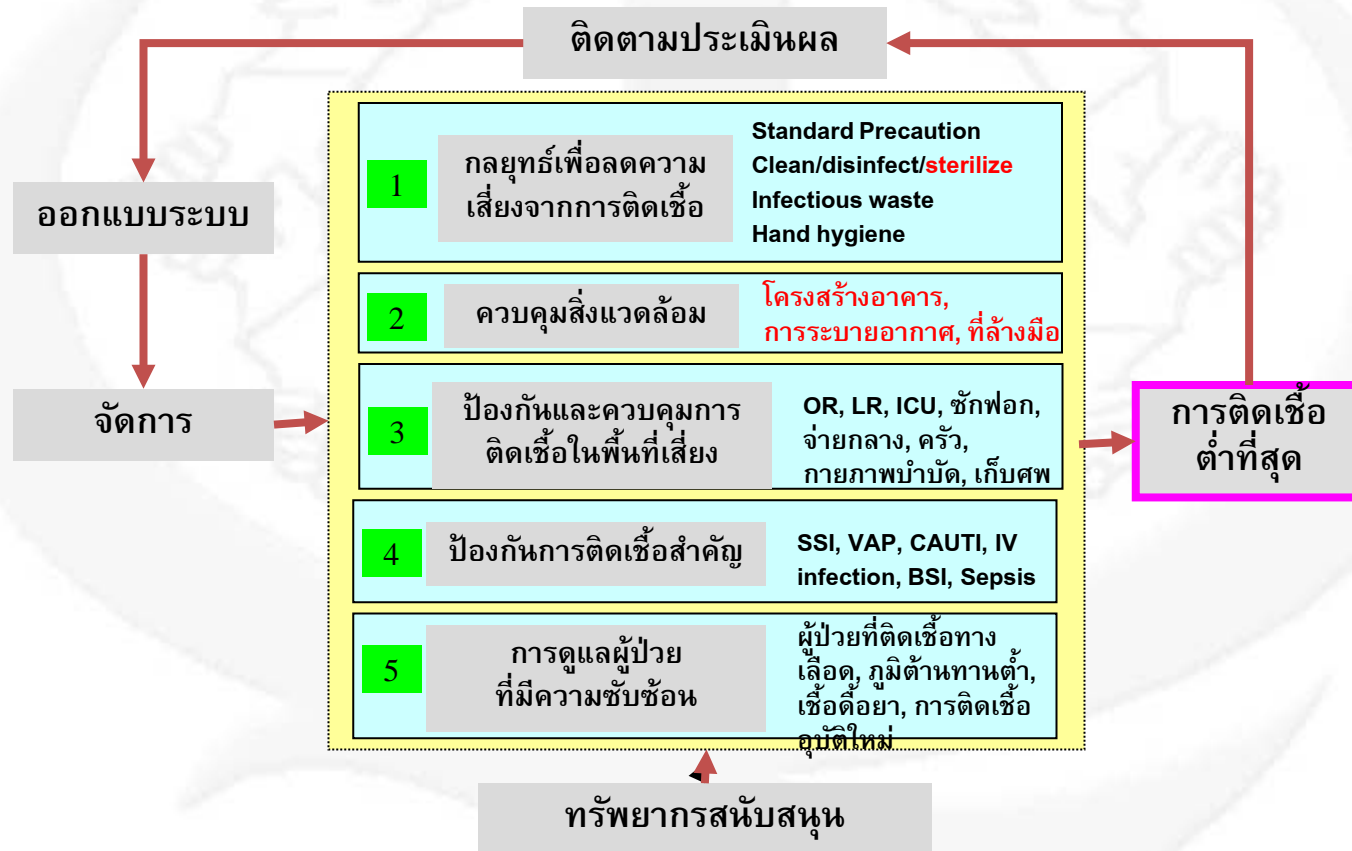 ติดตามประเมินผล
ออกแบบระบบ
จัดการ
1
กลยุทธ์เพื่อลดความ
เสี่ยงจากการติดเชื้อ
Standard Precaution
Clean/disinfect/sterilize
Infectious waste
Hand hygiene
2
ควบคุมสิ่งแวดล้อม
โครงสร้างอาคาร,
การระบายอากาศ, ที่ล้างมือ
3
ป้องกันและควบคุมการ
ติดเชื้อในพื้นที่เสี่ยง
OR, LR, ICU, ซักฟอก,
จ่ายกลาง, ครัว,
กายภาพบำบัด, เก็บศพ
4
ป้องกันการติดเชื้อสำคัญ
SSI, VAP, CAUTI, IV
infection, BSI, Sepsis
5
การดูแลผู้ป่วย
ที่มีความซับซ้อน
ผู้ป่วยที่ติดเชื้อทาง
เลือด, ภูมิต้านทานต่ำ,
เชื้อดื้อยา, การติดเชื้อ
อุบัติใหม่
การติดเชื้อ
ต่ำที่สุด
ทรัพยากรสนับสนุน